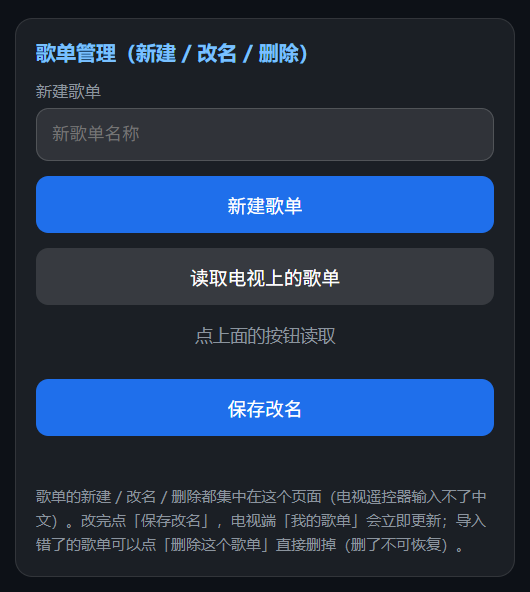 歌单管理（新建 / 改名 / 删除）
新建歌单
新歌单名称
新建歌单
读取电视上的歌单
点上面的按钮读取
保存改名
歌单的新建 / 改名 / 删除都集中在这个页面（电视遥控器输入不了中
文）。改完点「保存改名」，电视端「我的歌单」会立即更新；导入
错了的歌单可以点「删除这个歌单」直接删掉（删了不可恢复）。